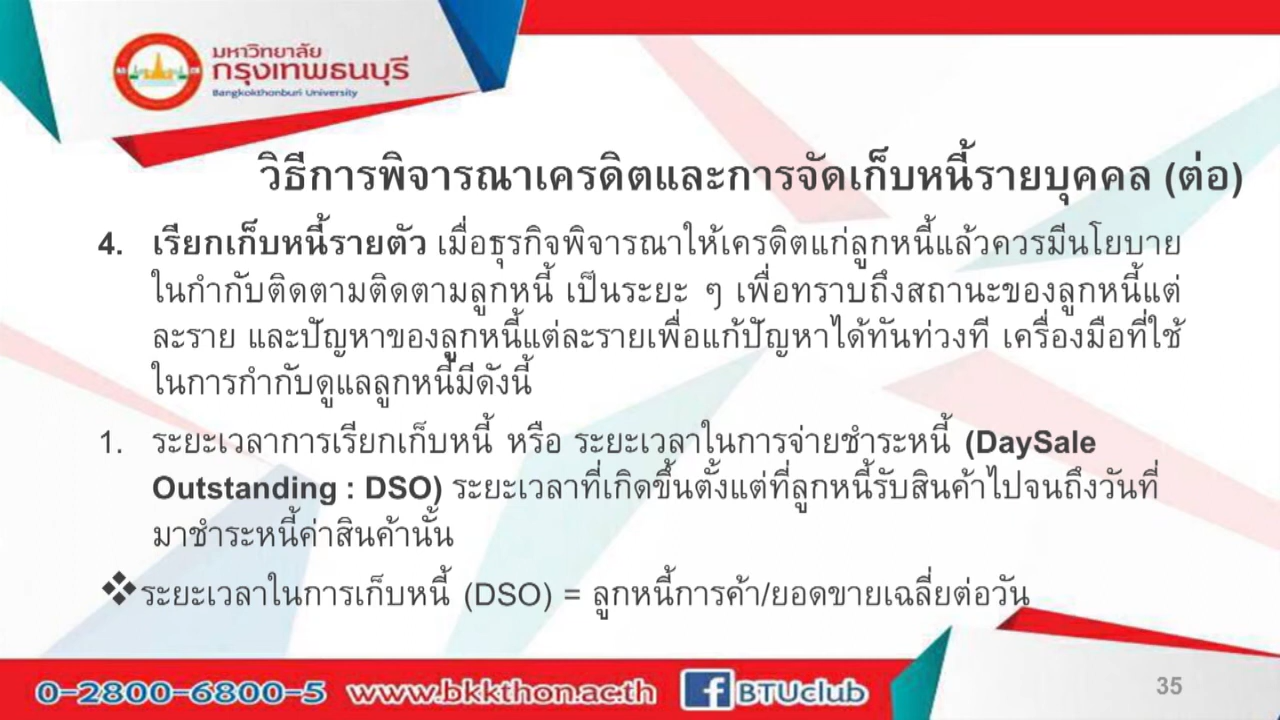 มหาวิทยาลัย
กรุงเทพธนบุรี
Bangkokthonburi University
วิธีการพิจารณาเครดิตและการจัดเก็บหนี้รายบุคคล (ต่อ)
4. เรียกเก็บหนี้รายตัว เมื่อธุรกิจพิจารณาให้เครดิตแก่ลูกหนี้แล้วควรมีนโยบาย
ในกำกับติดตามติดตามลูกหนี้ เป็นระยะ ๆ เพื่อทราบถึงสถานะของลูกหนี้แต่
ละราย และปัญหาของลูกหนี้แต่ละรายเพื่อแก้ปัญหาได้ทันท่วงที เครื่องมือที่ใช้
ในการกำกับดูแลลูกหนี้มีดังนี้
1. ระยะเวลาการเรียกเก็บหนี้ หรือ ระยะเวลาในการจ่ายชำระหนี้ (DaySale
Outstanding : DSO) ระยะเวลาที่เกิดขึ้นตั้งแต่ที่ลูกหนี้รับสินค้าไปจนถึงวันที่
มาชำระหนี้ค่าสินค้านั้น
❖ระยะเวลาในการเก็บหนี้ (DSO) = ลูกหนี้การค้า/ยอดขายเฉลี่ยต่อวัน
0-2800-6800-5 www.bkkthon.ac.th f BTUclub
35